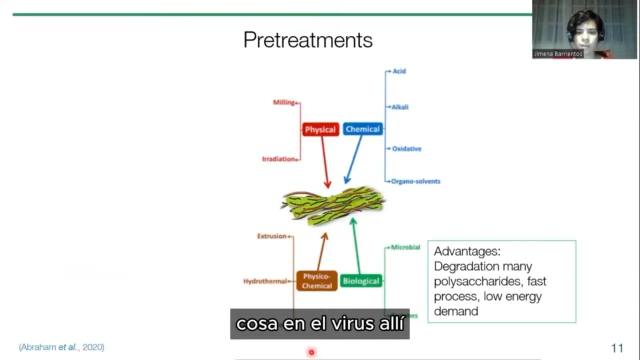 Pretreatments
Jimena Barrientos
Acid
Milling
Alkali
Physical
Chemical
Oxidative
Irradiation
Organo-solvents
Extrusion
Microbial
Hydrothermal
Physico-
Chemical
Biological
Advantages:
Degradation many
polysaccharides, fast
process, low energy
demand
cosa en el virus allí
(Abraham et al., 2020)
11